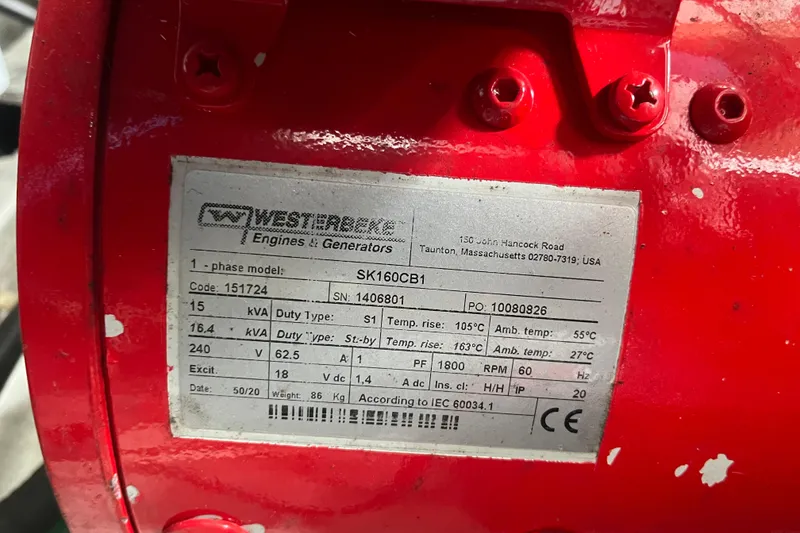 W WESTERBEKE
Engines & Generators
150 John Hancock Road
Taunton, Massachusetts 02780-7319; USA
1 - phase model: SK160CB1
Code: 151724 SN: 1406801 PO: 10080826
15 kVA Duty Type: S1 Temp. rise: 105°C Amb. temp: 55°C
16.4 kVA Duty Type: St.-by Temp. rise: 163°C Amb. temp: 27°C
240 V 62.5 A 1 PF 1800 RPM 60 Hz
Excit. 18 V dc 1.4 A dc Ins. cl: H/H IP 20
Date: 50/20 Weight: 86 Kg According to IEC 60034.1
CE